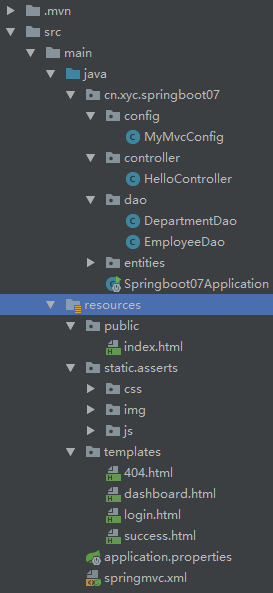 .mvn
src
main
java
cn.xyc.springboot07
config
MyMvcConfig
controller
HelloController
dao
DepartmentDao
EmployeeDao
entities
Springboot07Application
resources
public
index.html
static.asserts
css
img
js
templates
404.html
dashboard.html
login.html
success.html
application.properties
springmvc.xml